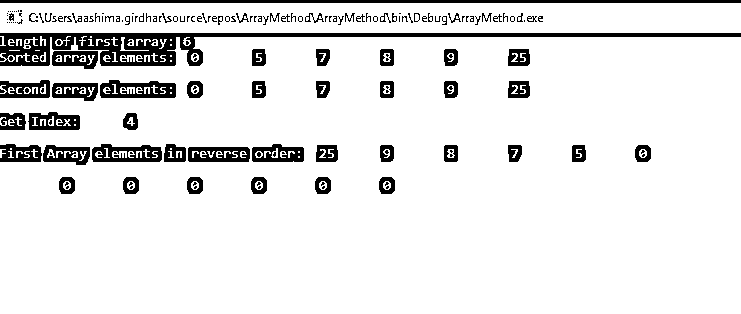 C:\Users\aashima.girdhar\source\repos\ArrayMethod\ArrayMethod\bin\Debug\ArrayMethod.exe
length of first array: 6
Sorted array elements: 0 5 7 8 9 25
Second array elements: 0 5 7 8 9 25
Get Index: 4
First Array elements in reverse order: 25 9 8 7 5 0
0 0 0 0 0 0